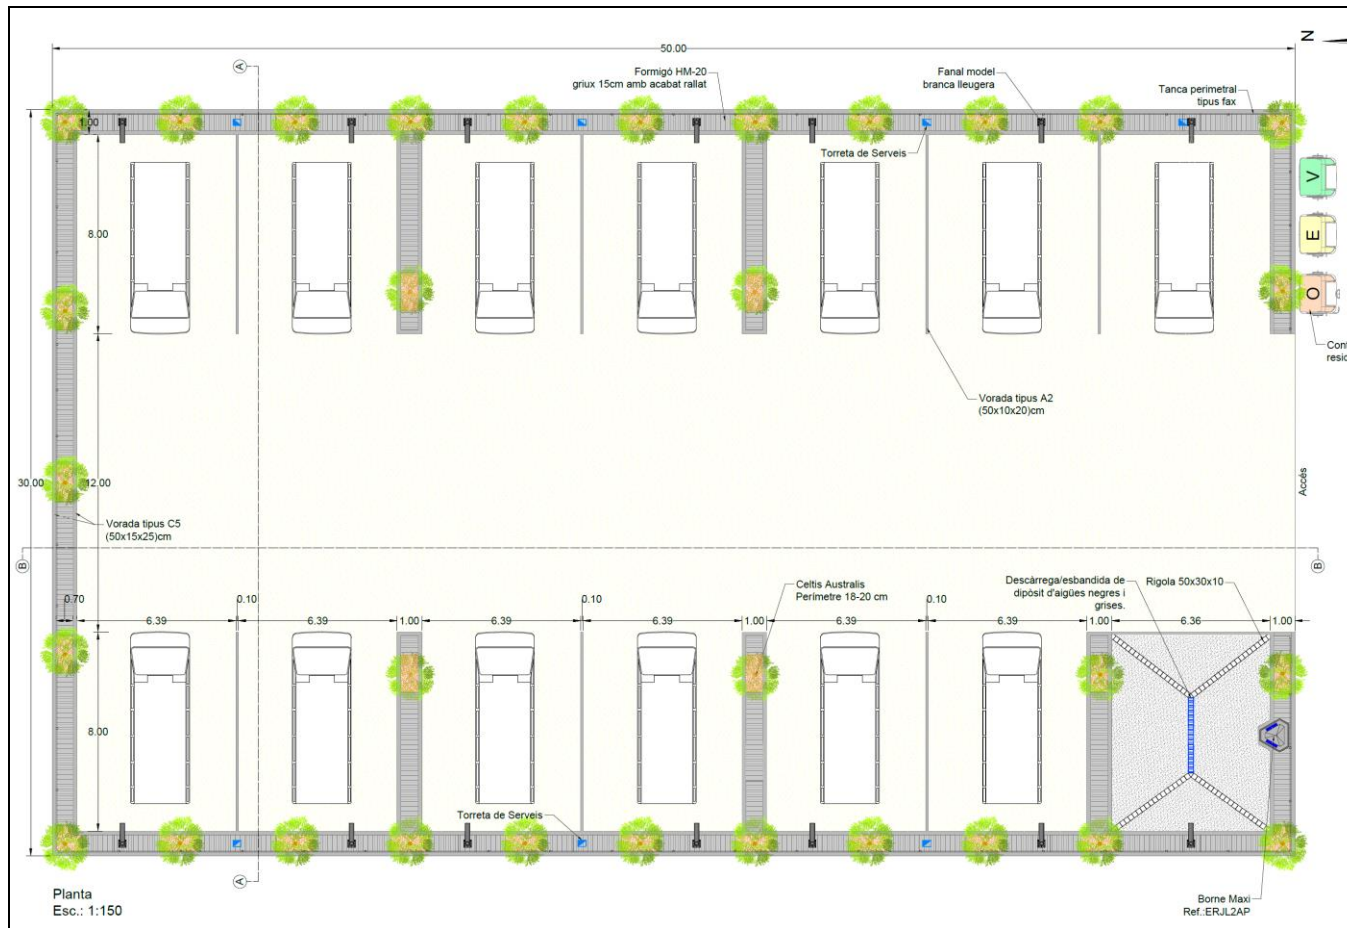 N
50.00
A
Formigó HM-20
griux 15cm amb acabat rallat
Fanal model
branca lleugera
Tanca perimetral
tipus fax
1.00
Torreta de Serveis
V
E
O
8.00
Cont
resid
Vorada tipus A2
(50x10x20)cm
30.00
12.00
Accés
Vorada tipus C5
(50x15x25)cm
B
B
Celtis Australis
Perímetre 18-20 cm
Descàrrega/esbandida de
dipòsit d'aigües negres i
grises.
Rigola 50x30x10
0.70
0.10
0.10
0.10
6.39
6.39
1.00
6.39
6.39
1.00
6.39
6.39
1.00
6.36
1.00
8.00
Torreta de Serveis
A
Planta
Esc.: 1:150
Borne Maxi
Ref.:ERJL2AP